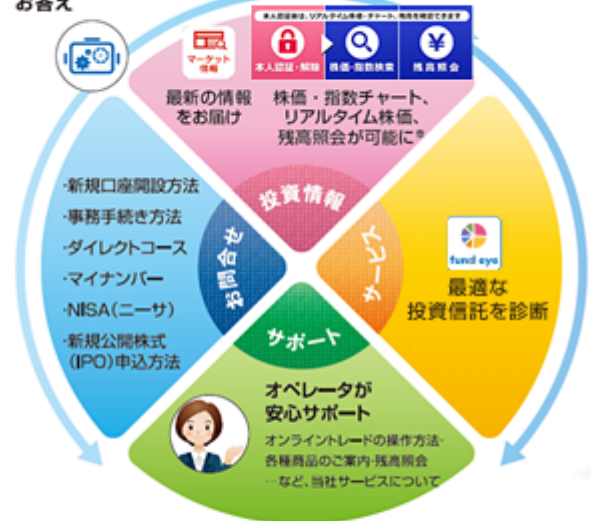 お答え
本人認証後は、リアルタイム株価・チャート、残高を確認できます
マーケット
情報
本人認証・解除
株価・指数検索
残高照会
最新の情報
をお届け
株価・指数チャート、
リアルタイム株価、
残高照会が可能に※
投資情報
お問合せ
サービス
サポート
・新規口座開設方法
・事務手続き方法
・ダイレクトコース
・マイナンバー
・NISA(ニーサ)
・新規公開株式
(IPO)申込方法
fund eye
最適な
投資信託を診断
オペレータが
安心サポート
オンライントレードの操作方法・
各種商品のご案内・残高照会
…など、当社サービスについて